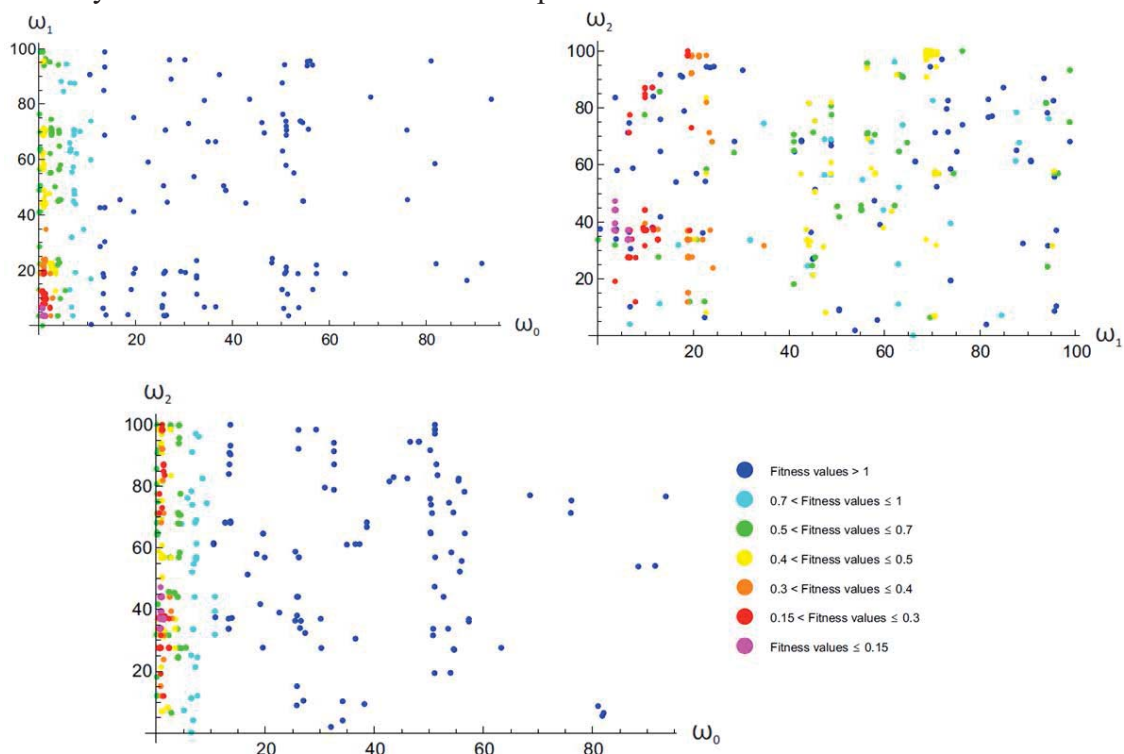 ω₁
100
80
60
40
20
20
40
60
80
ω₀
ω₂
100
80
60
40
20
20
40
60
80
100
ω₁
ω₂
100
80
60
40
20
20
40
60
80
ω₀
Fitness values > 1
0.7 < Fitness values ≤ 1
0.5 < Fitness values ≤ 0.7
0.4 < Fitness values ≤ 0.5
0.3 < Fitness values ≤ 0.4
0.15 < Fitness values ≤ 0.3
Fitness values ≤ 0.15